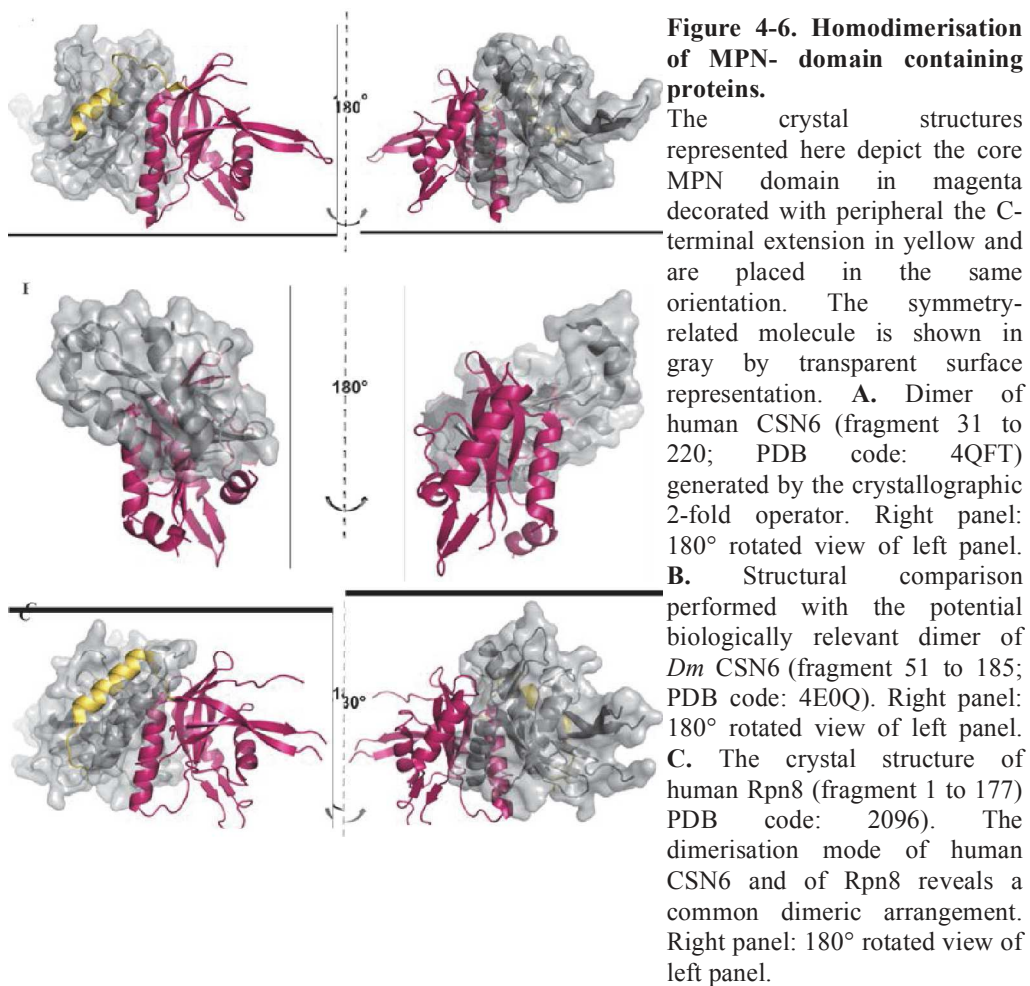 180°
I
180°
C
Figure 4-6. Homodimerisation
of MPN- domain containing
proteins.
The crystal structures
represented here depict the core
MPN domain in magenta
decorated with peripheral the C-
terminal extension in yellow and
are placed in the same
orientation. The symmetry-
related molecule is shown in
gray by transparent surface
representation. A. Dimer of
human CSN6 (fragment 31 to
220; PDB code: 4QFT)
generated by the crystallographic
2-fold operator. Right panel:
180° rotated view of left panel.
B. Structural comparison
performed with the potential
biologically relevant dimer of
Dm CSN6 (fragment 51 to 185;
PDB code: 4E0Q). Right panel:
180° rotated view of left panel.
C. The crystal structure of
human Rpn8 (fragment 1 to 177)
PDB code: 2096). The
dimerisation mode of human
CSN6 and of Rpn8 reveals a
common dimeric arrangement.
Right panel: 180° rotated view of
left panel.